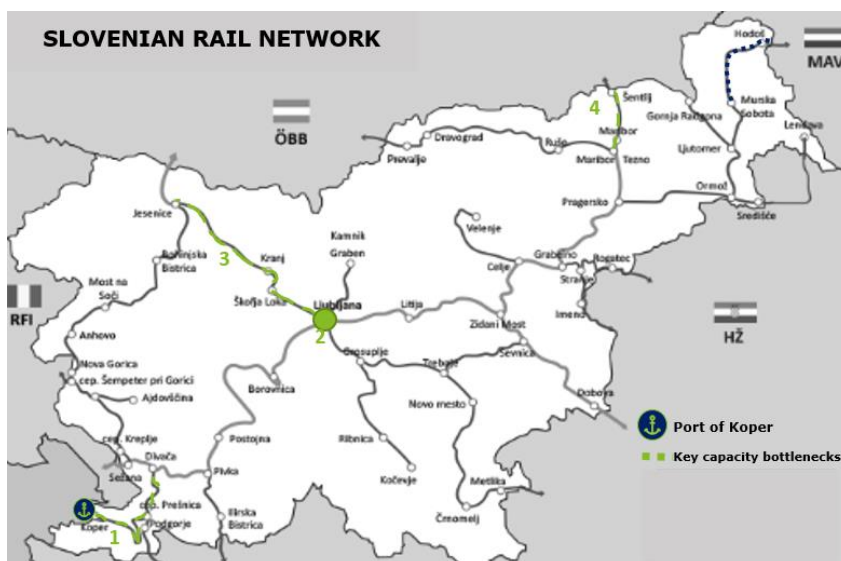 SLOVENIAN RAIL NETWORK
Hodoš
MAV
4
Šentilj
ÖBB
Murska
Sobota
Gornja Radgona
Maribor
Lendava
Dravograd
Ruše
Prevalje
Maribor Tezno
Ljutomer
Ormož
Pragersko
Središče
Jesenice
Velenje
Kamnik
Graben
3
Kranj
Bohinjska
Bistrica
Celje
Grobelno
Rogatec
Stranje
Most na
Soči
Škofja Loka
Ljubljana
Litija
Imeno
RFI
2
Zidani Most
HŽ
Anhovo
Sevnica
Grosuplje
Trebnje
Nova Gorica
cep. Šempeter pri Gorici
Borovnica
Ajdovščina
Dobova
Novo mesto
Port of Koper
cep. Kreplje
Postojna
Ribnica
Divača
Key capacity bottlenecks
Sežana
Pivka
Kočevje
Metlika
cep. Prešnica
Črnomelj
Koper
Podgorje
Ilirska
Bistrica
1